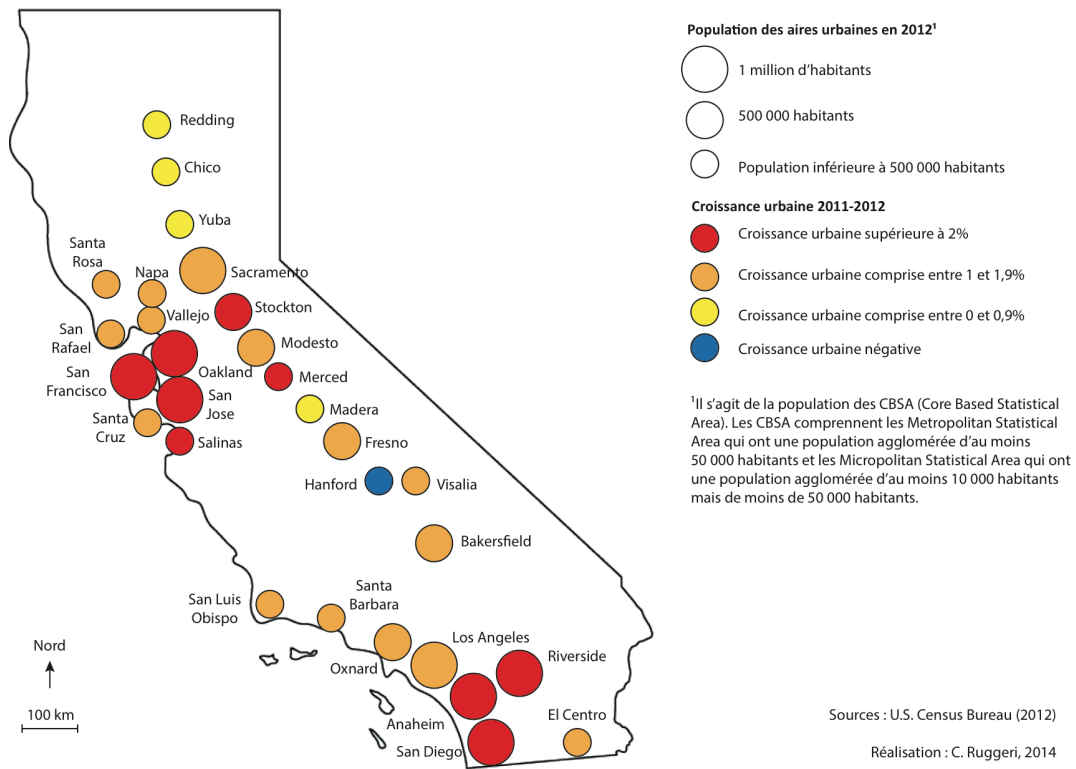 Population des aires urbaines en 2012¹
1 million d’habitants
500 000 habitants
Population inférieure à 500 000 habitants
Croissance urbaine 2011-2012
Croissance urbaine supérieure à 2%
Croissance urbaine comprise entre 1 et 1,9%
Croissance urbaine comprise entre 0 et 0,9%
Croissance urbaine négative
¹Il s’agit de la population des CBSA (Core Based Statistical
Area). Les CBSA comprennent les Metropolitan Statistical
Area qui ont une population agglomérée d’au moins
50 000 habitants et les Micropolitan Statistical Area qui ont
une population agglomérée d’au moins 10 000 habitants
mais de moins de 50 000 habitants.
Redding
Chico
Yuba
Santa
Rosa
Napa
Sacramento
Vallejo
Stockton
San
Rafael
Modesto
San
Francisco
Oakland
Merced
San
Jose
Madera
Santa
Cruz
Salinas
Fresno
Hanford
Visalia
Bakersfield
San Luis
Obispo
Santa
Barbara
Los Angeles
Oxnard
Riverside
Anaheim
San Diego
El Centro
Nord
100 km
Sources : U.S. Census Bureau (2012)
Réalisation : C. Ruggeri, 2014